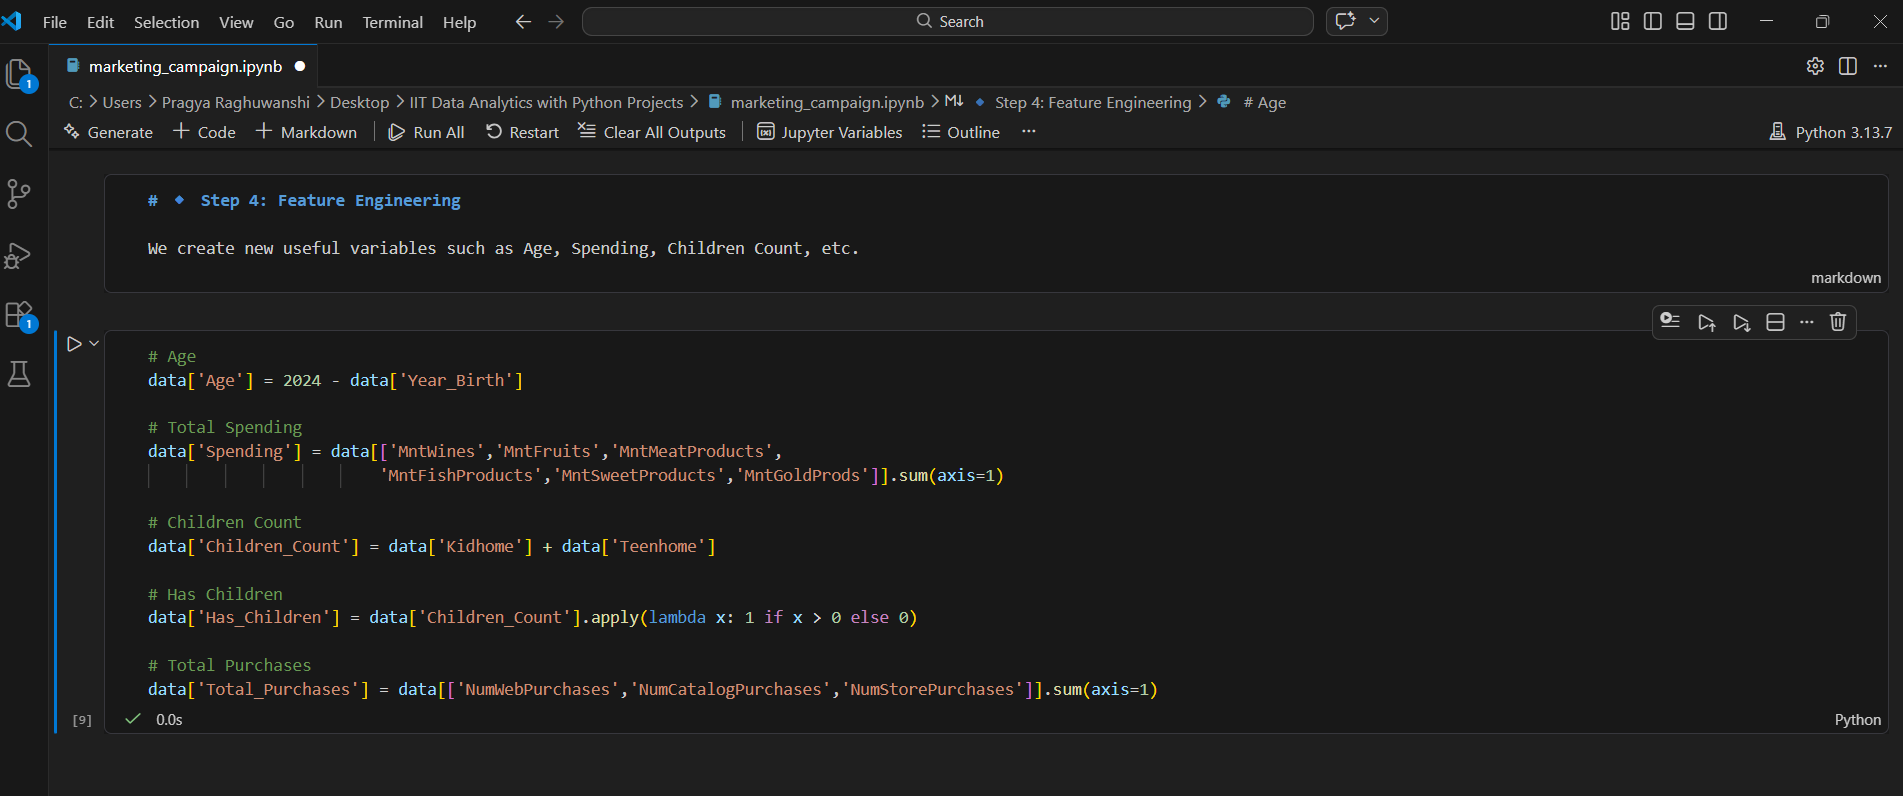 File Edit Selection View Go Run Terminal Help Search
marketing_campaign.ipynb
1
C: > Users > Pragya Raghuwanshi > Desktop > IIT Data Analytics with Python Projects > marketing_campaign.ipynb > M↓ Step 4: Feature Engineering > # Age
Generate + Code + Markdown Run All Restart Clear All Outputs Jupyter Variables Outline ··· Python 3.13.7
# 🔹 Step 4: Feature Engineering
We create new useful variables such as Age, Spending, Children Count, etc.
markdown
1
# Age
data['Age'] = 2024 - data['Year_Birth']
# Total Spending
data['Spending'] = data[['MntWines','MntFruits','MntMeatProducts',
'MntFishProducts','MntSweetProducts','MntGoldProds']].sum(axis=1)
# Children Count
data['Children_Count'] = data['Kidhome'] + data['Teenhome']
# Has Children
data['Has_Children'] = data['Children_Count'].apply(lambda x: 1 if x > 0 else 0)
# Total Purchases
data['Total_Purchases'] = data[['NumWebPurchases','NumCatalogPurchases','NumStorePurchases']].sum(axis=1)
[9] ✓ 0.0s Python